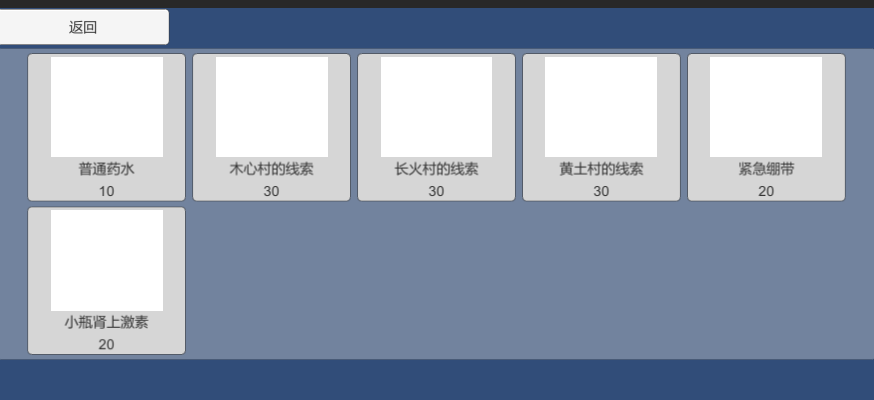 返回
普通药水
10
木心村的线索
30
长火村的线索
30
黄土村的线索
30
紧急绷带
20
小瓶肾上激素
20